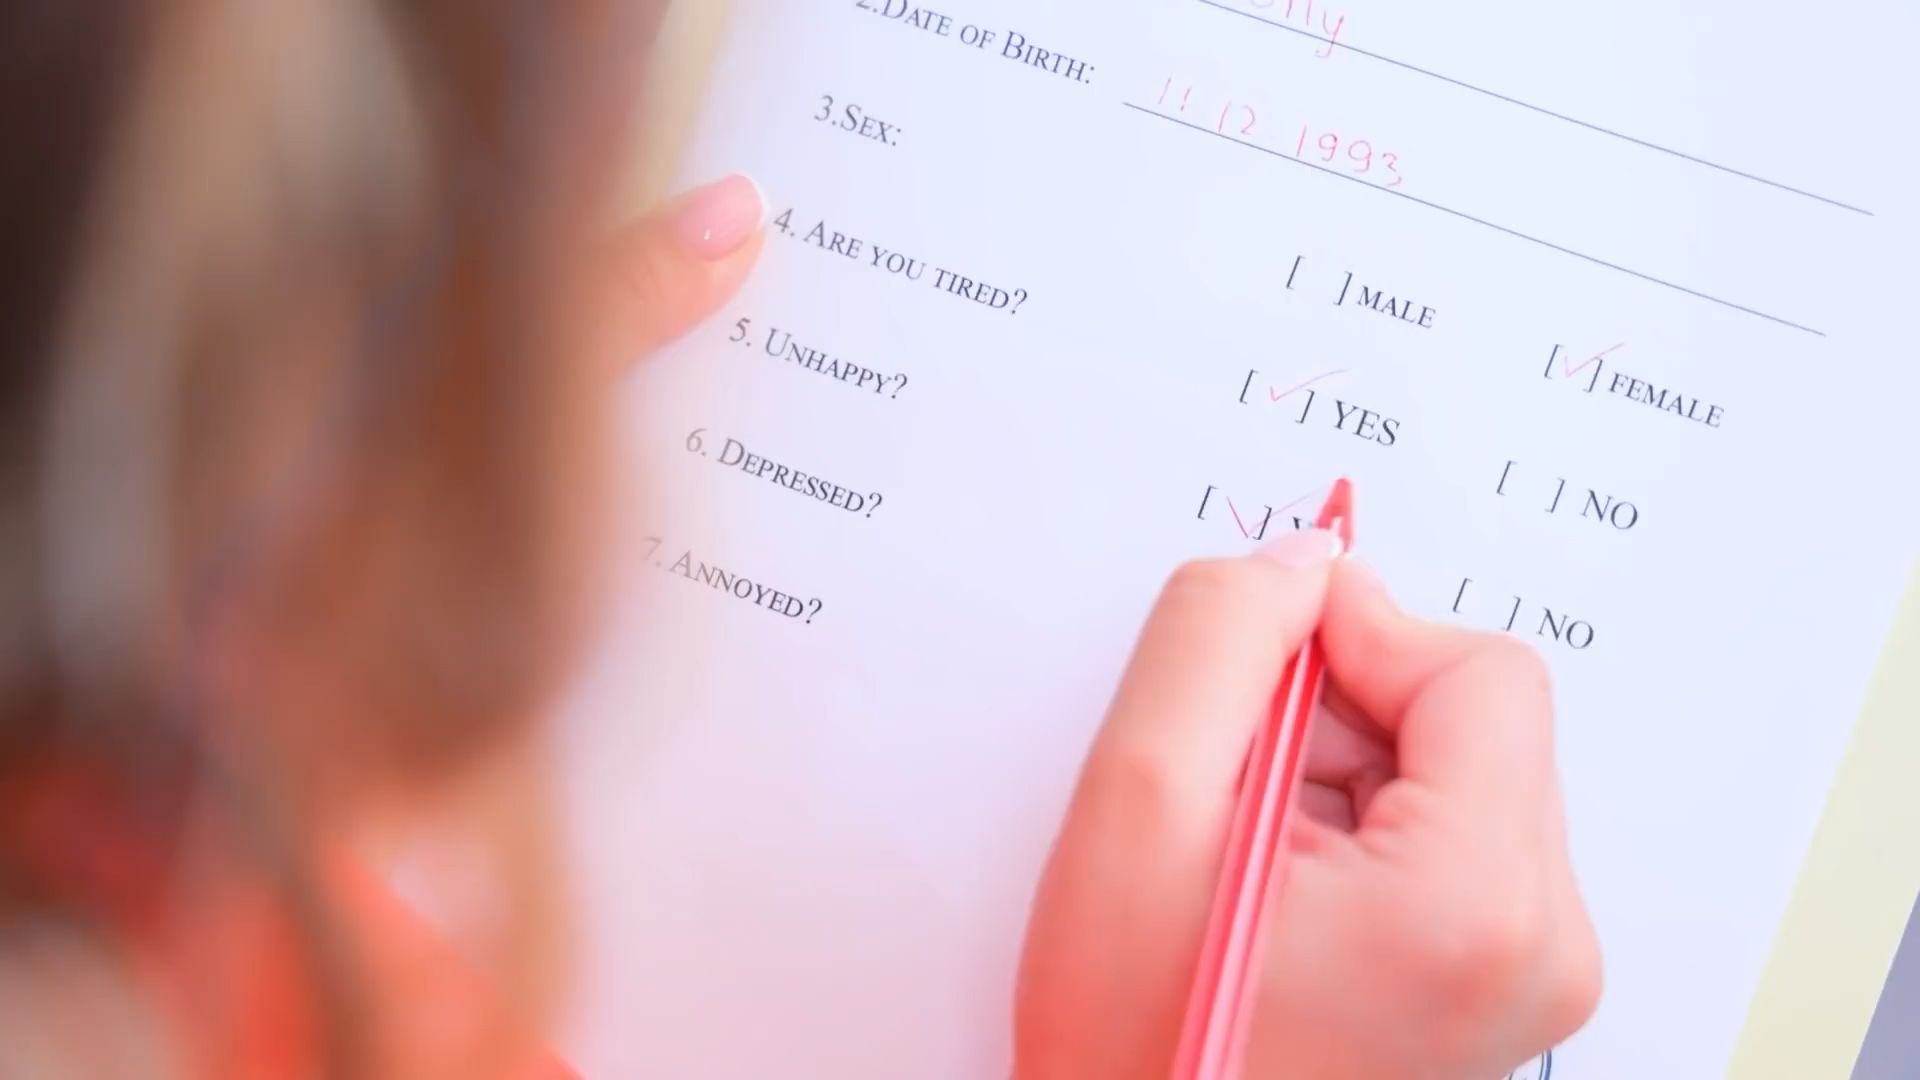 2.DATE OF BIRTH: 11 12 1993
3.SEX: [ ] MALE [✓] FEMALE
4. ARE YOU TIRED? [✓] YES [ ] NO
5. UNHAPPY? [✓] [ ] NO
6. DEPRESSED?
7. ANNOYED?